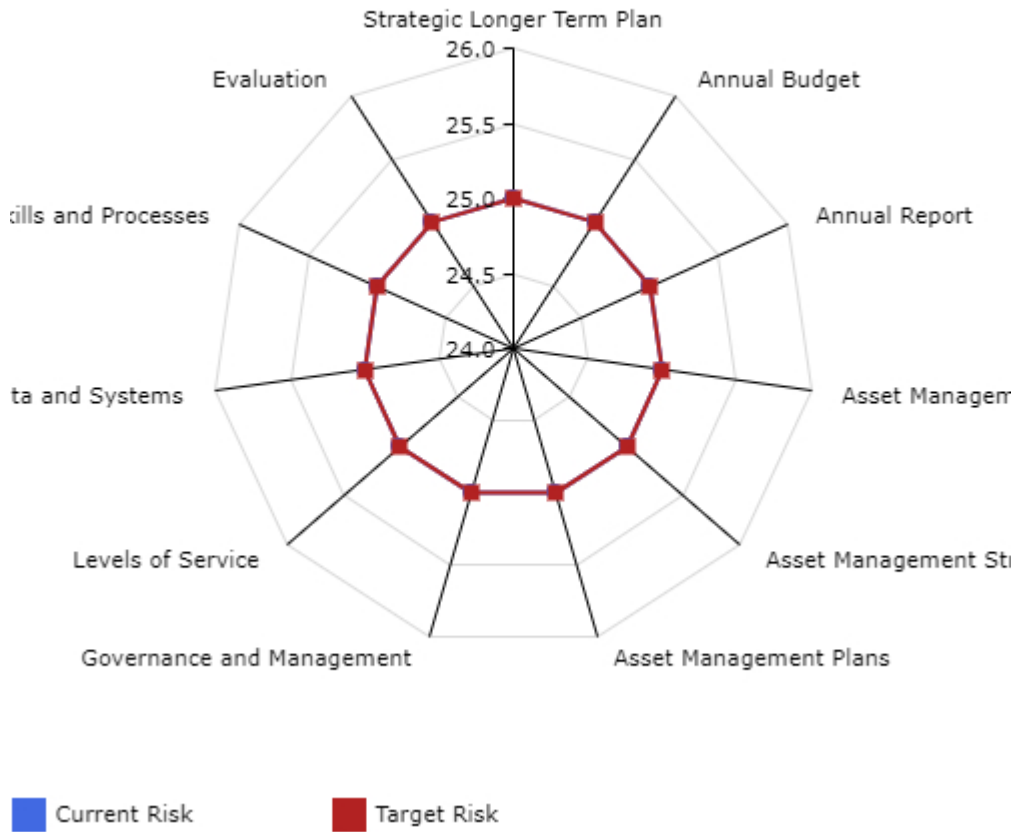 Strategic Longer Term Plan
26.0
Evaluation
Annual Budget
25.5
25.0
kills and Processes
Annual Report
24.5
24.0
ta and Systems
Asset Managem
Levels of Service
Asset Management Str
Governance and Management
Asset Management Plans
Current Risk
Target Risk